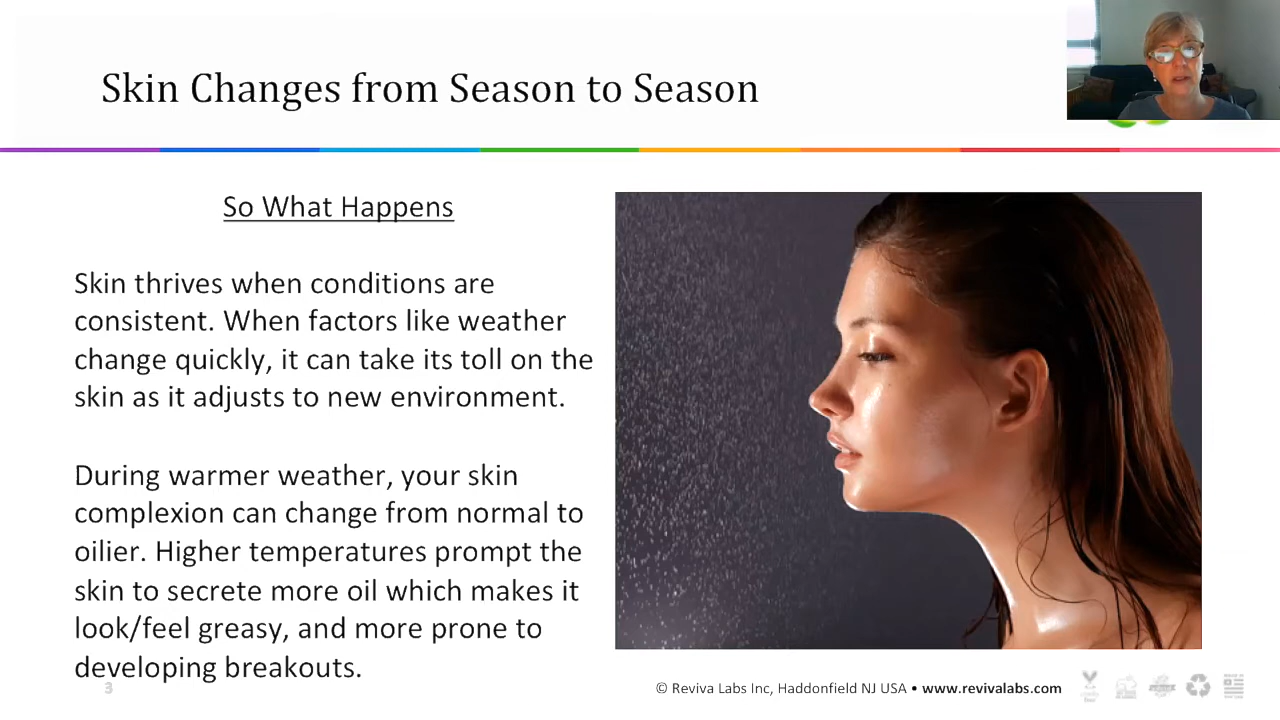 Skin Changes from Season to Season
So What Happens
Skin thrives when conditions are
consistent. When factors like weather
change quickly, it can take its toll on the
skin as it adjusts to new environment.
During warmer weather, your skin
complexion can change from normal to
oilier. Higher temperatures prompt the
skin to secrete more oil which makes it
look/feel greasy, and more prone to
developing breakouts.
3
© Reviva Labs Inc, Haddonfield NJ USA • www.revivalabs.com